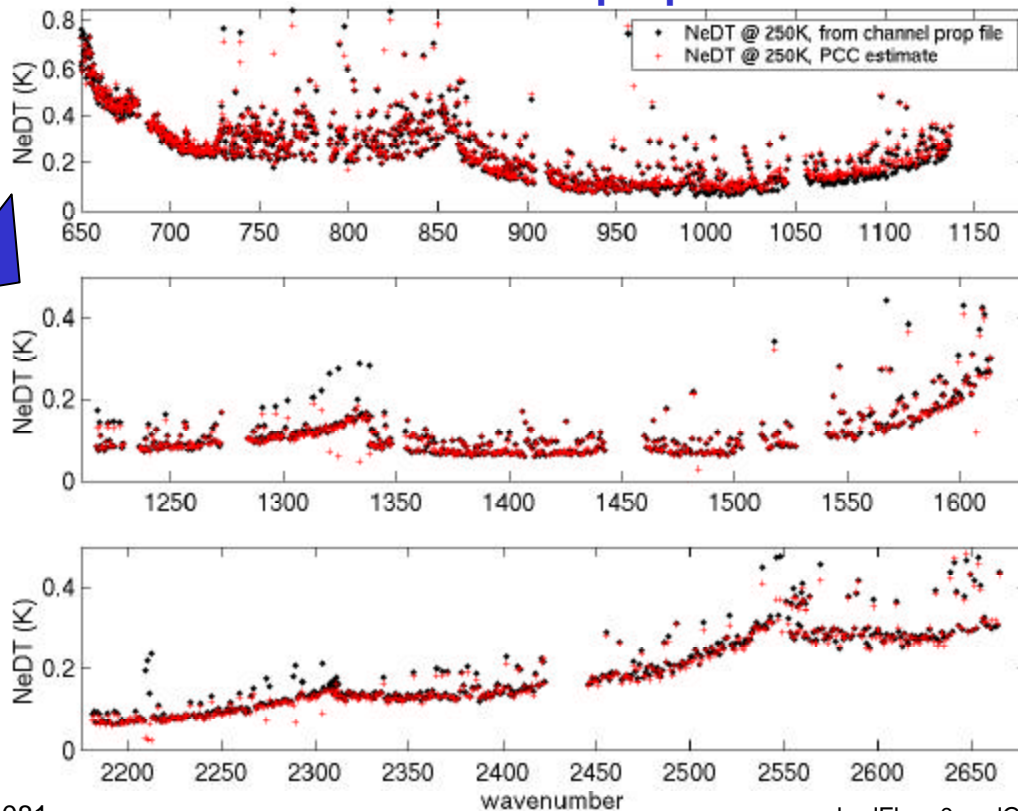 NeDT @ 250K, from channel prop file
NeDT @ 250K, PCC estimate
NeDT (K)
0.8
0.6
0.4
0.2
0
650 700 750 800 850 900 950 1000 1050 1100 1150
NeDT (K)
0.4
0.2
0
1250 1300 1350 1400 1450 1500 1550 1600
NeDT (K)
0.4
0.2
0
2200 2250 2300 2350 2400 2450 2500 2550 2600 2650
wavenumber